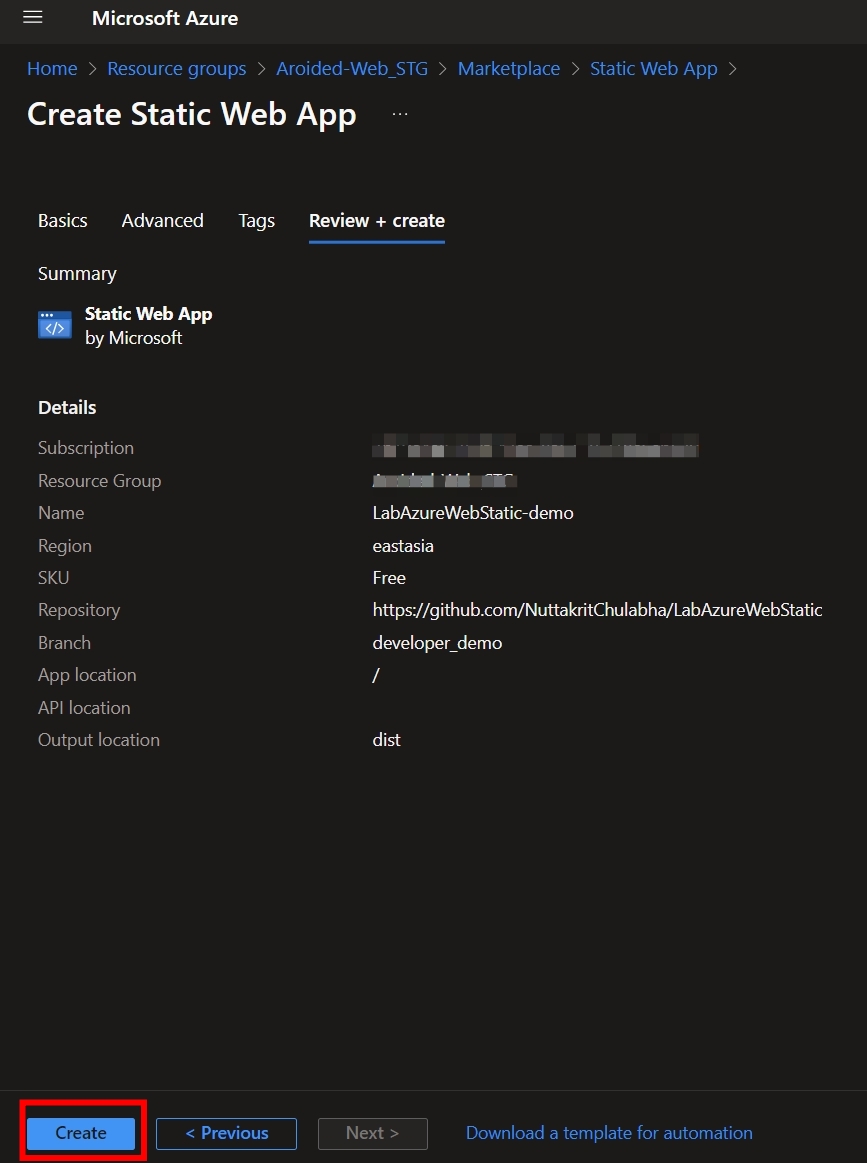 Microsoft Azure
Home > Resource groups > Aroided-Web_STG > Marketplace > Static Web App >
Create Static Web App ...
Basics Advanced Tags Review + create
Summary
</> Static Web App
by Microsoft
Details
Subscription
Resource Group
Name LabAzureWebStatic-demo
Region eastasia
SKU Free
Repository https://github.com/NuttakritChulabha/LabAzureWebStatic
Branch developer_demo
App location /
API location
Output location dist
Create < Previous Next > Download a template for automation